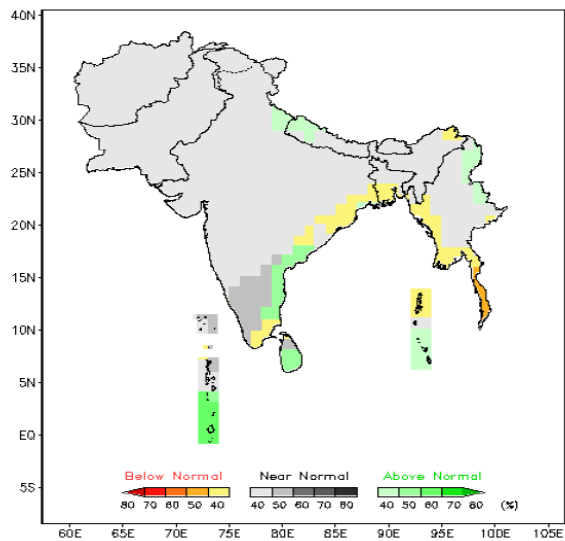 40N
35N
30N
25N
20N
15N
10N
5N
EQ
5S
Below Normal Near Normal Above Normal
80 70 60 50 40 40 50 60 70 80 40 50 60 70 80 (%)
60E 65E 70E 75E 80E 85E 90E 95E 100E 105E